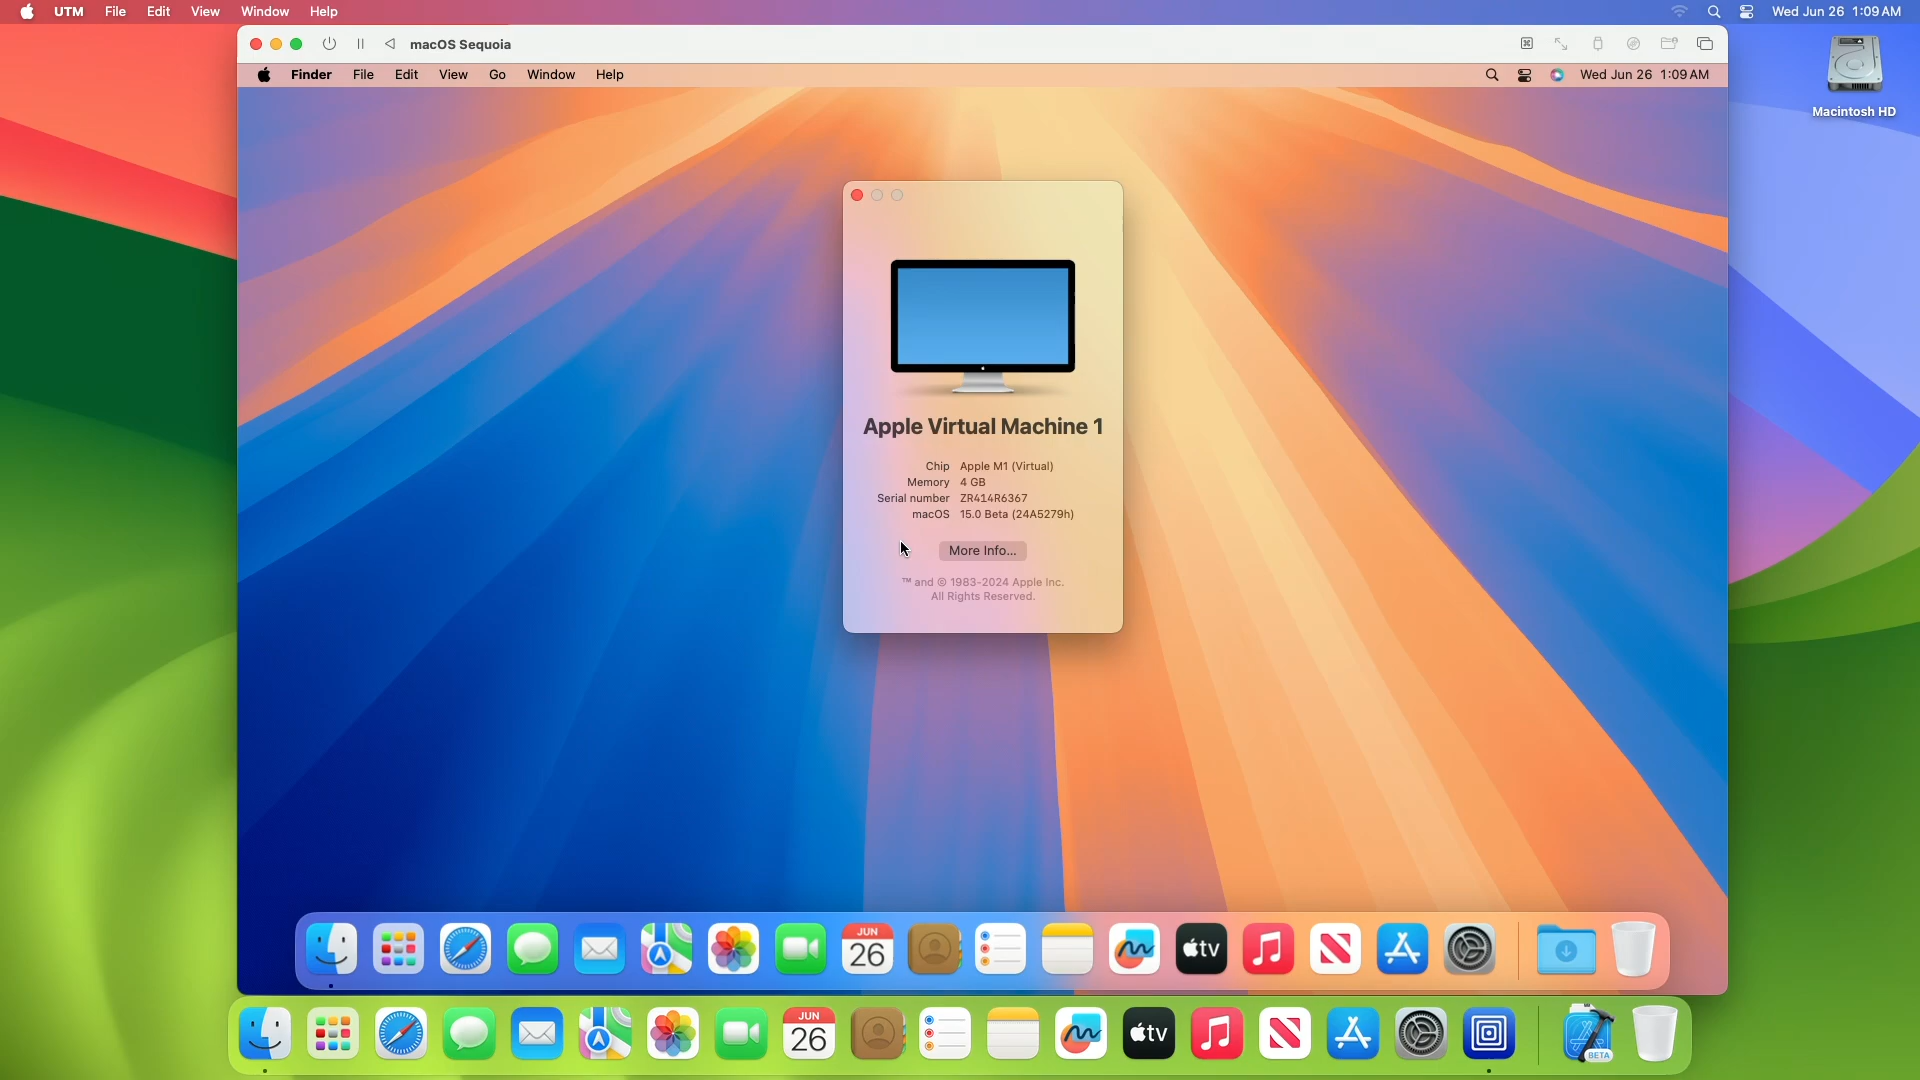 UTM File Edit View Window Help Wed Jun 26 1:09 AM
macOS Sequoia
Finder File Edit View Go Window Help Wed Jun 26 1:09 AM
Macintosh HD
Apple Virtual Machine 1
Chip Apple M1 (Virtual)
Memory 4 GB
Serial number ZR414R6367
macOS 15.0 Beta (24A5279h)
More Info...
™ and © 1983-2024 Apple Inc.
All Rights Reserved.
JUN
26
tv
JUN
26
tv
BETA